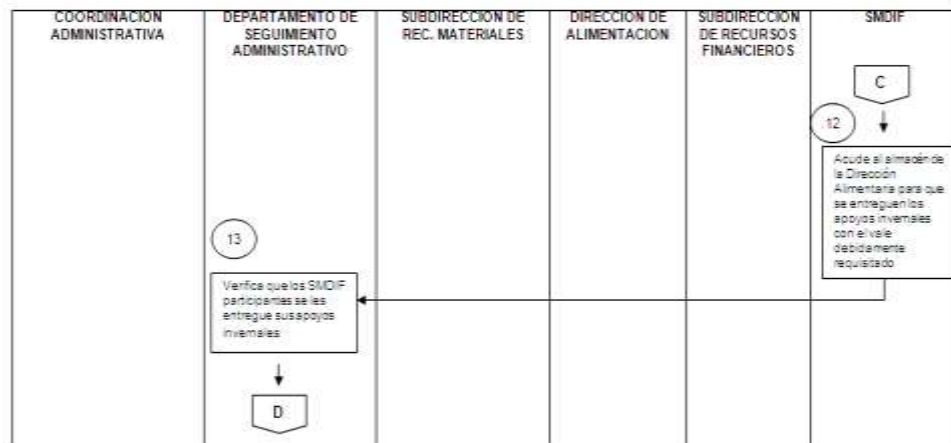 COORDINACION
ADMINISTRATIVA
DEPARTAMENTO DE
SEGUIMIENTO
ADMINISTRATIVO
SUBDIRECCION DE
REC. MATERIALES
DIRECCION DE
ALIMENTACION
SUBDIRECCION
DE RECURSOS
FINANCIEROS
SMDIF
C
12
Acude al almacén de
la Dirección
Alimentaria para que
se entreguen los
apoyos invernales
con el vale
debidamente
requisitado
13
Verifica que los SMDIF
participantes se les
entregue sus apoyos
invernales
D